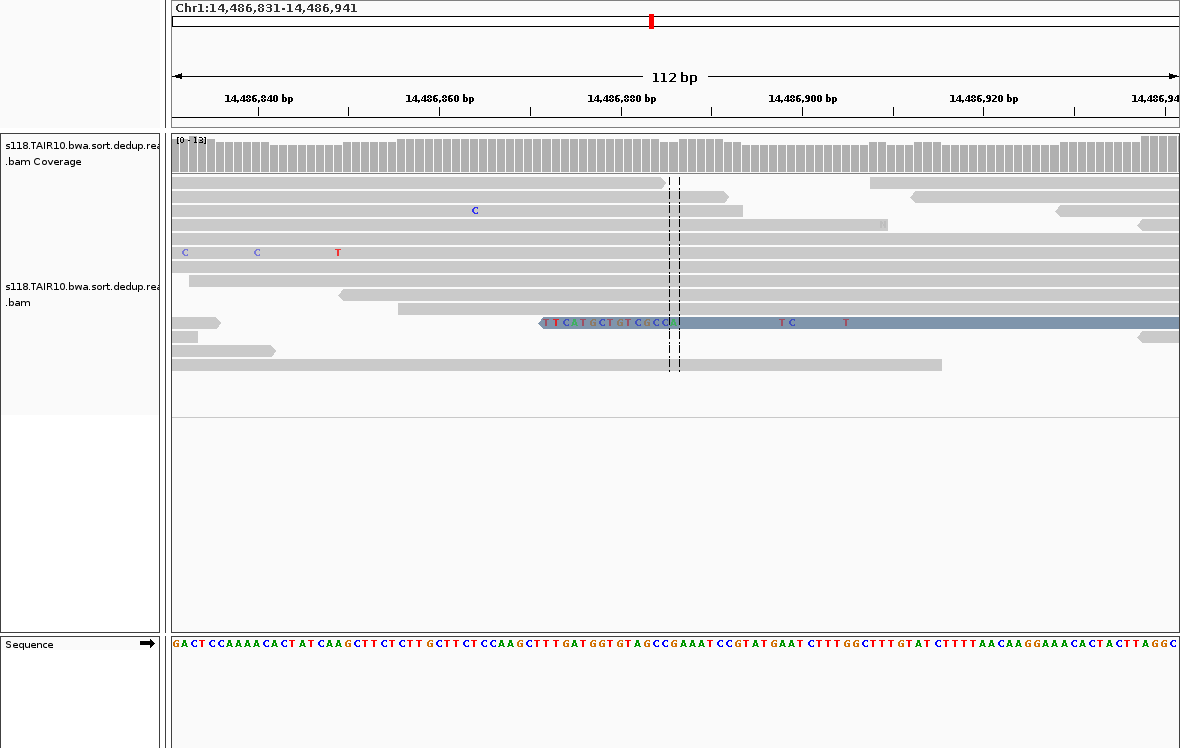 Chr1:14,486,831-14,486,941
112 bp
14,486,840 bp 14,486,860 bp 14,486,880 bp 14,486,900 bp 14,486,920 bp 14,486,94
s118.TAIR10.bwa.sort.dedup.rea
.bam Coverage
[0 - 13]
C
N
C C T
s118.TAIR10.bwa.sort.dedup.rea
.bam
TTCATGCTGTCGCCA TC T
Sequence
GACTCCAAAACACTATCAAGCTTCTCTTGCTTCTCCAAGCTTTGATGGTGTAGCCGAAATCCGTATGAATCTTTGGCTTTGTATCTTTTAACAAGGAAACACTACTTAGGC